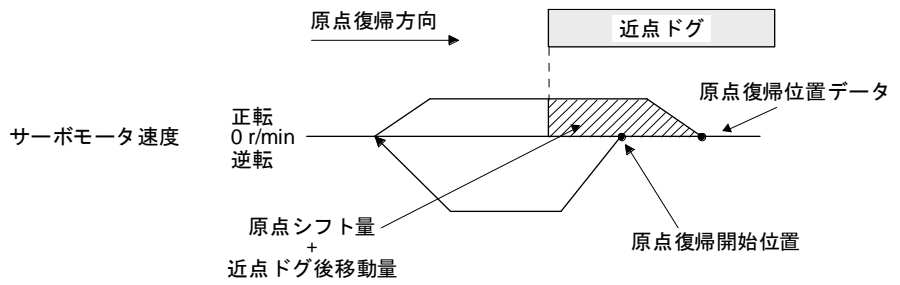 原点復帰方向
近点ドグ
原点復帰位置データ
サーボモータ速度
正転
0 r/min
逆転
原点シフト量
+
近点ドグ後移動量
原点復帰開始位置